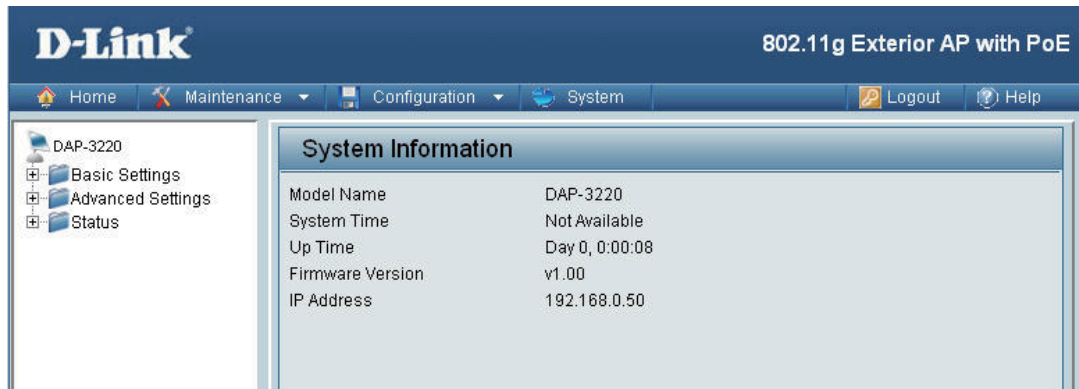 D-Link
802.11g Exterior AP with PoE
Home Maintenance Configuration System Logout Help
DAP-3220
Basic Settings
Advanced Settings
Status
System Information
Model Name DAP-3220
System Time Not Available
Up Time Day 0, 0:00:08
Firmware Version v1.00
IP Address 192.168.0.50